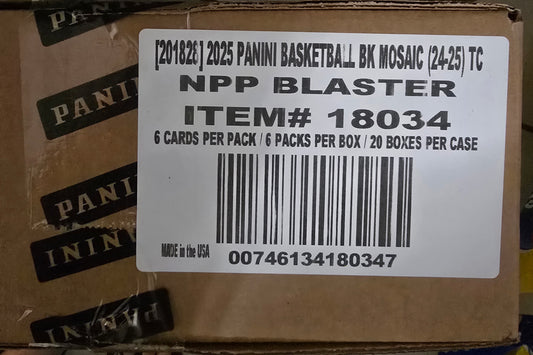 [201826] 2025 PANINI BASKETBALL BK MOSAIC (24-25) TC
NPP BLASTER
ITEM# 18034
6 CARDS PER PACK / 6 PACKS PER BOX / 20 BOXES PER CASE
MADE in the USA
00746134180347
PANINI
PANINI
PANINI
PANINI